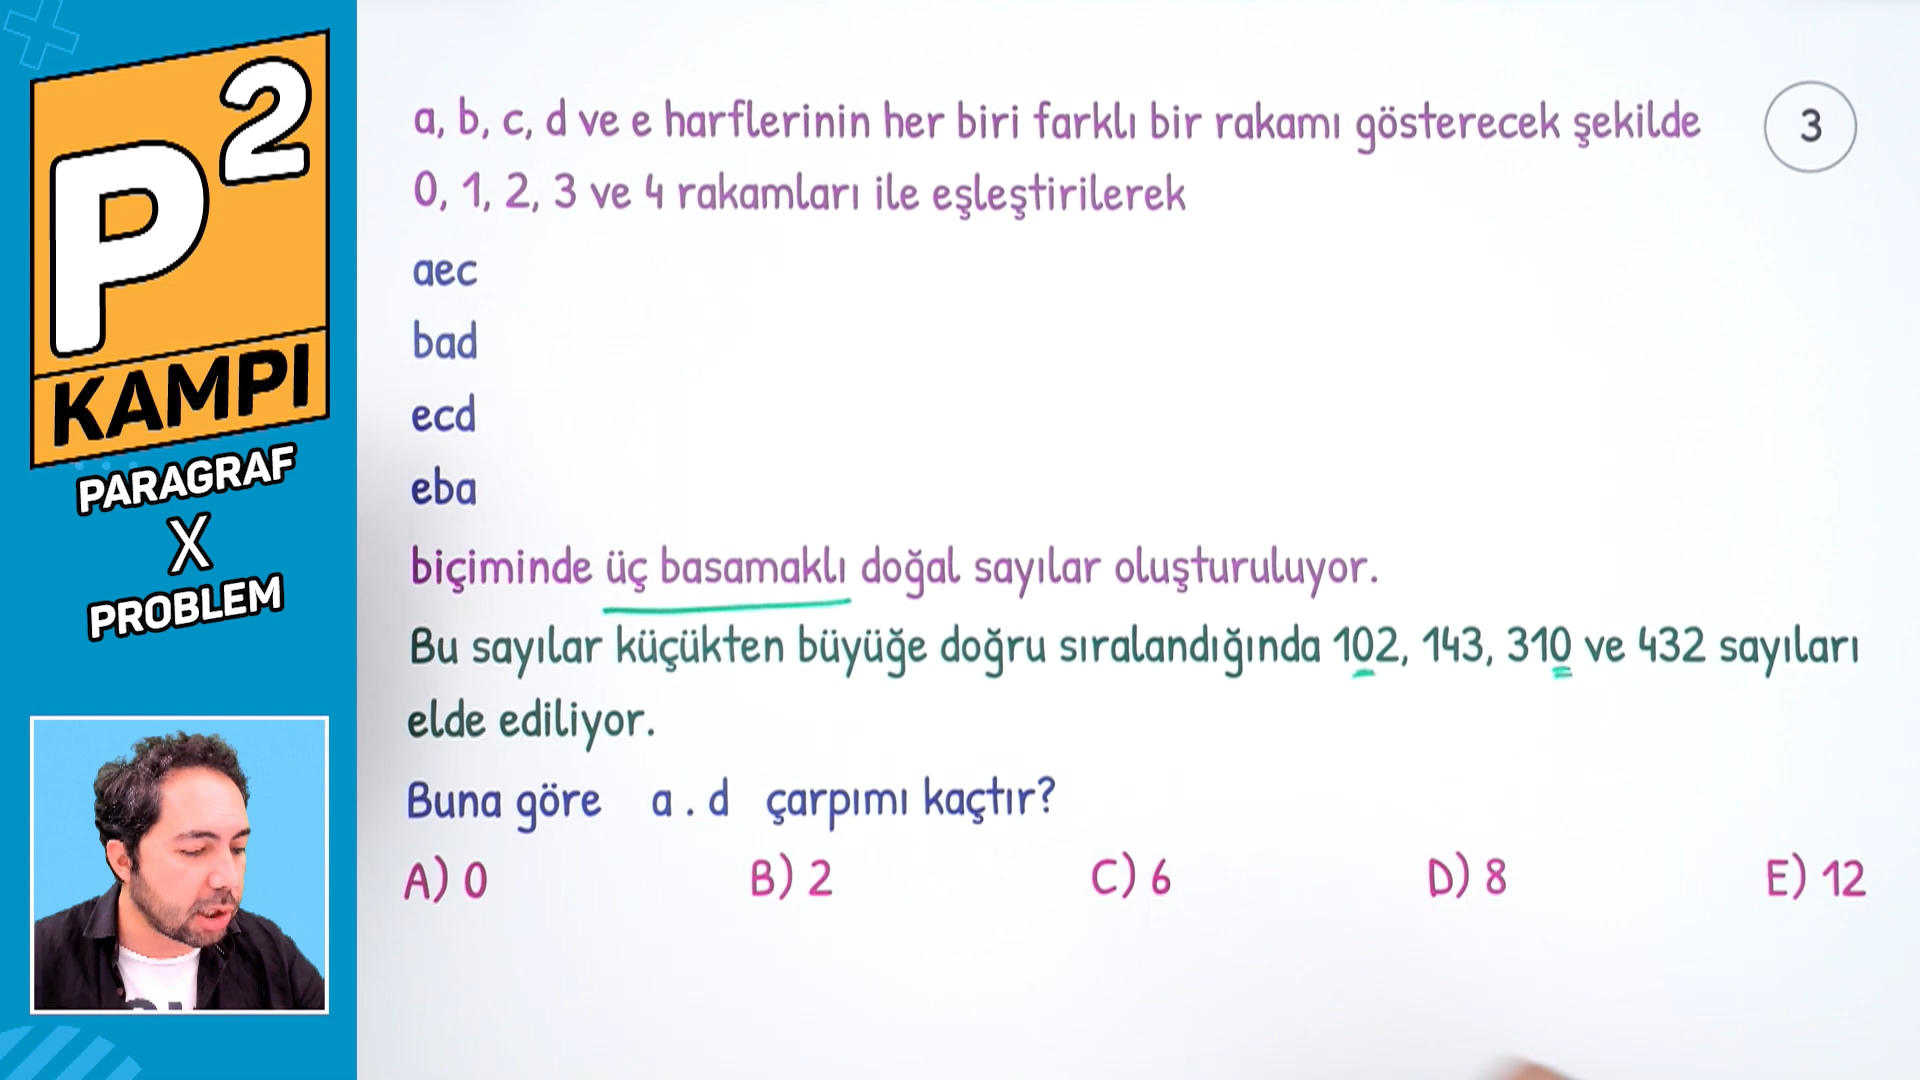 P2
KAMPI
PARAGRAF
X
PROBLEM
a, b, c, d ve e harflerinin her biri farklı bir rakamı gösterecek şekilde
3
0, 1, 2, 3 ve 4 rakamları ile eşleştirilerek
aec
bad
ecd
eba
biçiminde üç basamaklı doğal sayılar oluşturuluyor.
Bu sayılar küçükten büyüğe doğru sıralandığında 102, 143, 310 ve 432 sayıları
elde ediliyor.
Buna göre a . d çarpımı kaçtır?
A) 0 B) 2 C) 6 D) 8 E) 12